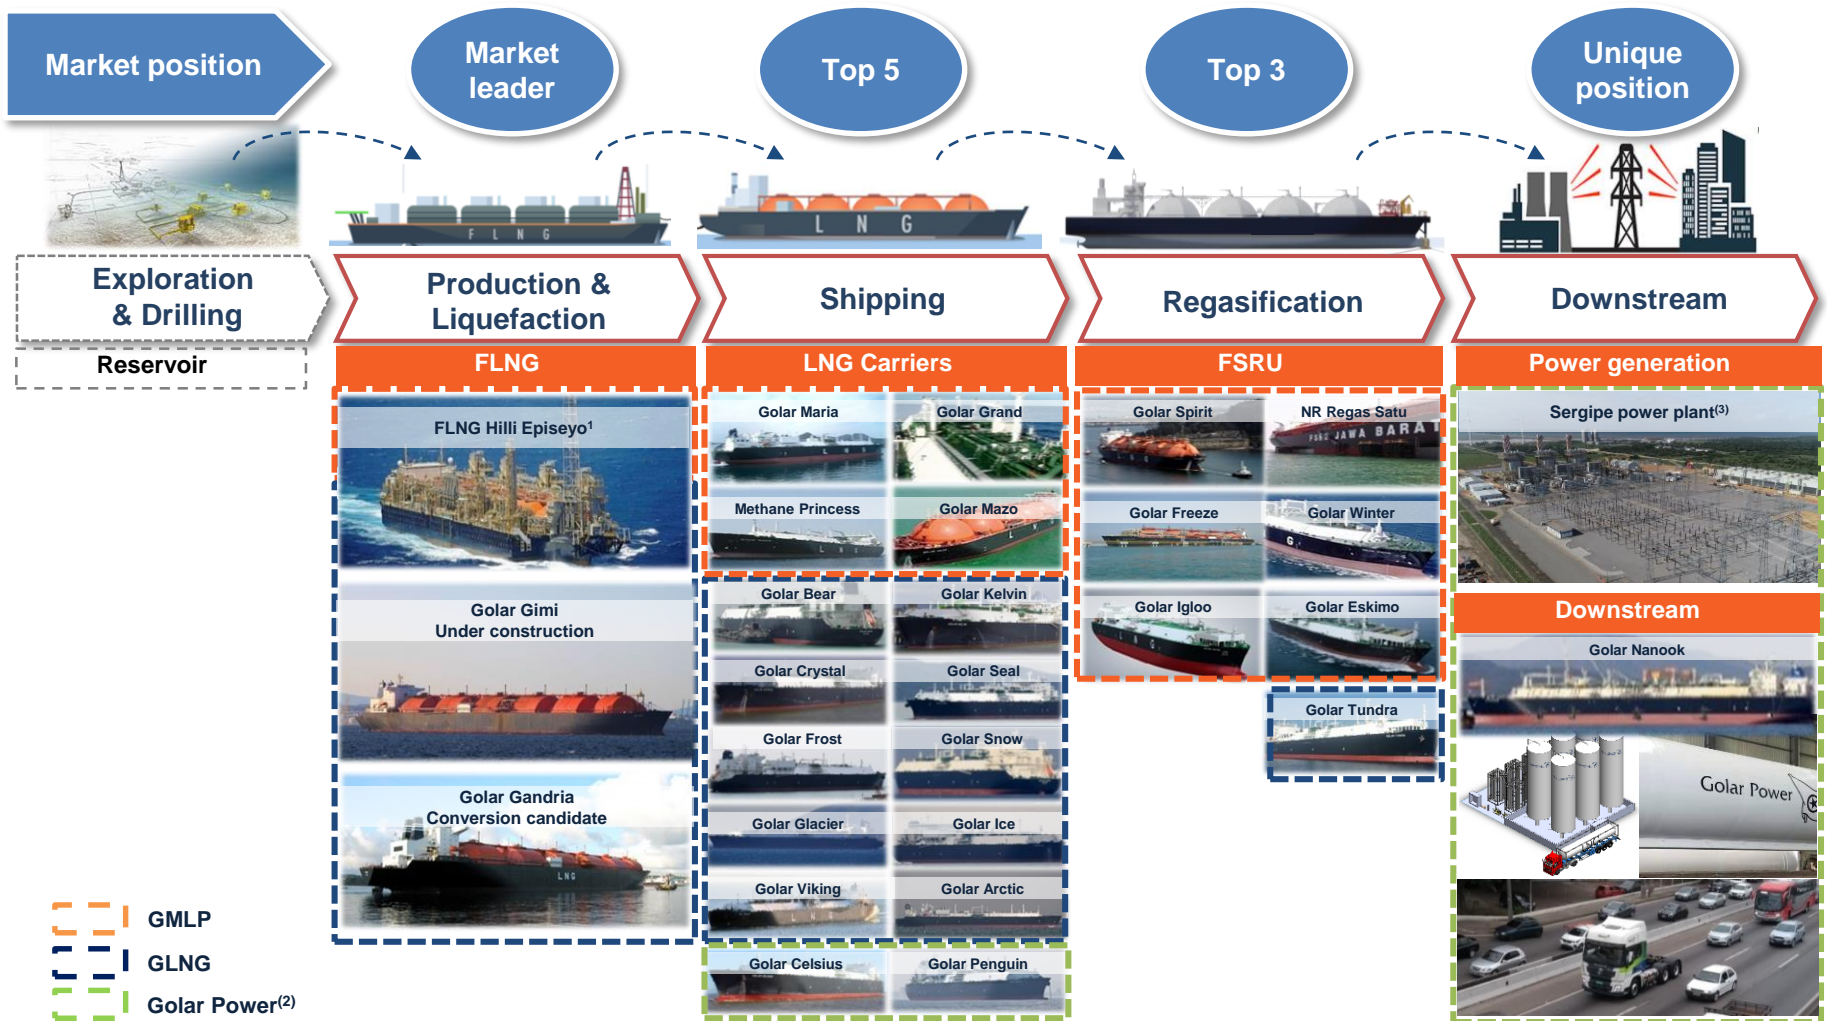 Market position
Market
leader
Top 5
Top 3
Unique
position
F L N G
L N G
Exploration
& Drilling
Production &
Liquefaction
Shipping
Regasification
Downstream
Reservoir
FLNG
LNG Carriers
FSRU
Power generation
FLNG Hilli Episeyo¹
Golar Gimi
Under construction
Golar Gandria
Conversion candidate
LNG
Golar Maria
Golar Grand
Methane Princess
Golar Mazo
Golar Bear
Golar Kelvin
Golar Crystal
Golar Seal
Golar Frost
Golar Snow
Golar Glacier
Golar Ice
Golar Viking
Golar Arctic
Golar Celsius
Golar Penguin
Golar Spirit
NR Regas Satu
FSRU JAWA BARAT
Golar Freeze
Golar Winter
Golar Igloo
Golar Eskimo
Golar Tundra
Sergipe power plant(3)
Downstream
Golar Nanook
Golar Power
GMLP
GLNG
Golar Power(2)